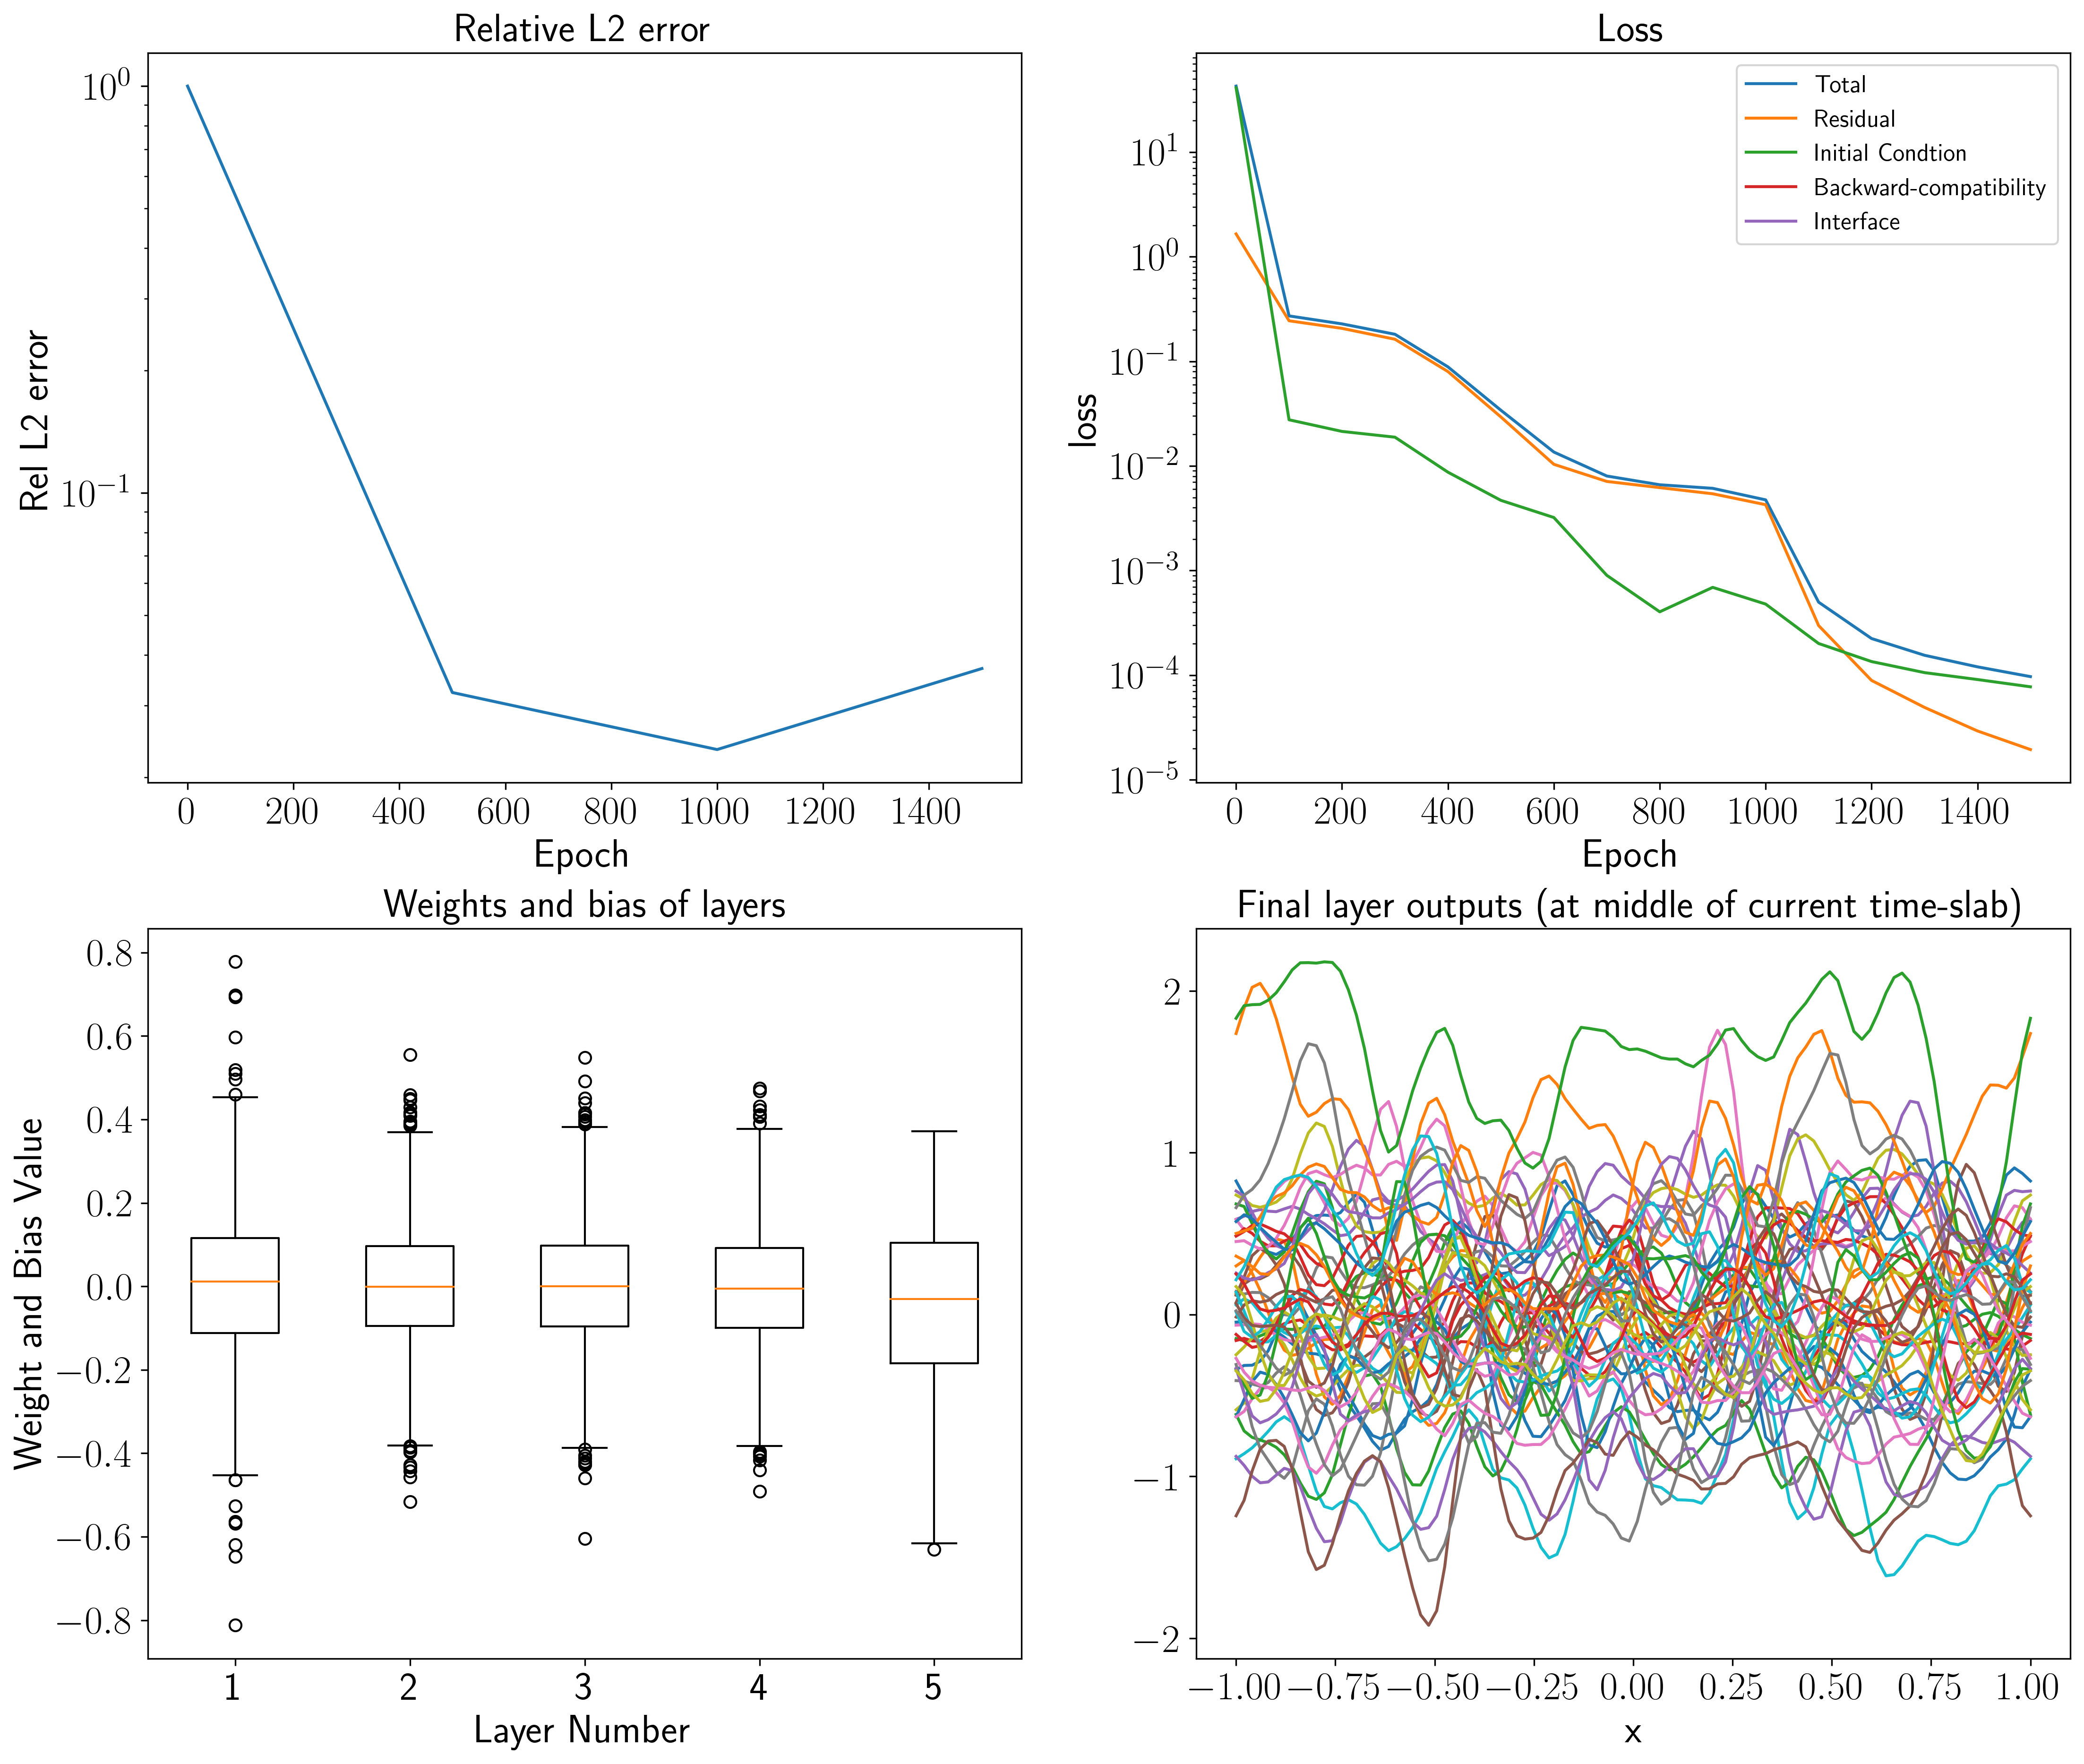 Relative L2 error
Rel L2 error
10^0
10^−1
0 200 400 600 800 1000 1200 1400
Epoch
Loss
loss
10^1
10^0
10^−1
10^−2
10^−3
10^−4
10^−5
Total
Residual
Initial Condtion
Backward-compatibility
Interface
0 200 400 600 800 1000 1200 1400
Epoch
Weights and bias of layers
Weight and Bias Value
0.8
0.6
0.4
0.2
0.0
−0.2
−0.4
−0.6
−0.8
1 2 3 4 5
Layer Number
Final layer outputs (at middle of current time-slab)
2
1
0
−1
−2
−1.00 −0.75 −0.50 −0.25 0.00 0.25 0.50 0.75 1.00
x